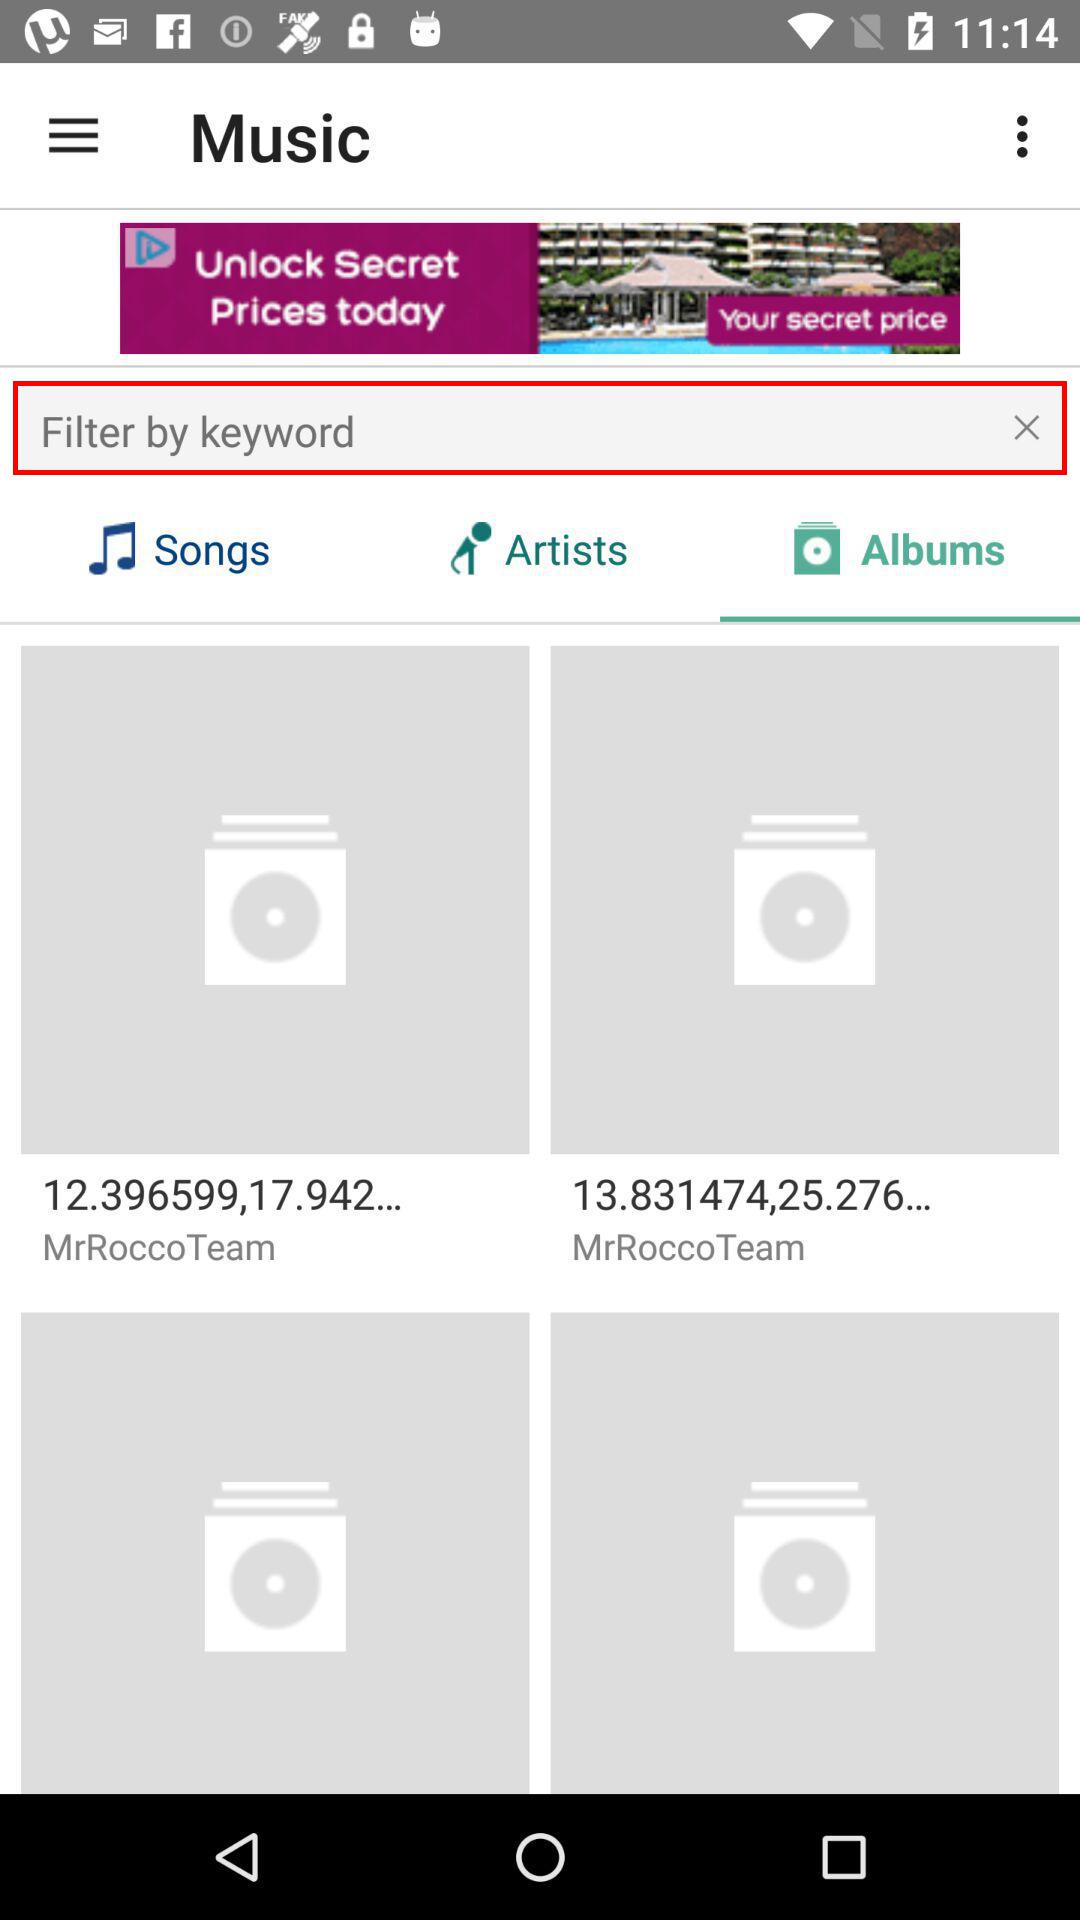 FAKE
11:14
Music
Unlock Secret
Prices today
Your secret price
Filter by keyword
Songs
Artists
Albums
12.396599,17.942...
13.831474,25.276...
MrRoccoTeam
MrRoccoTeam